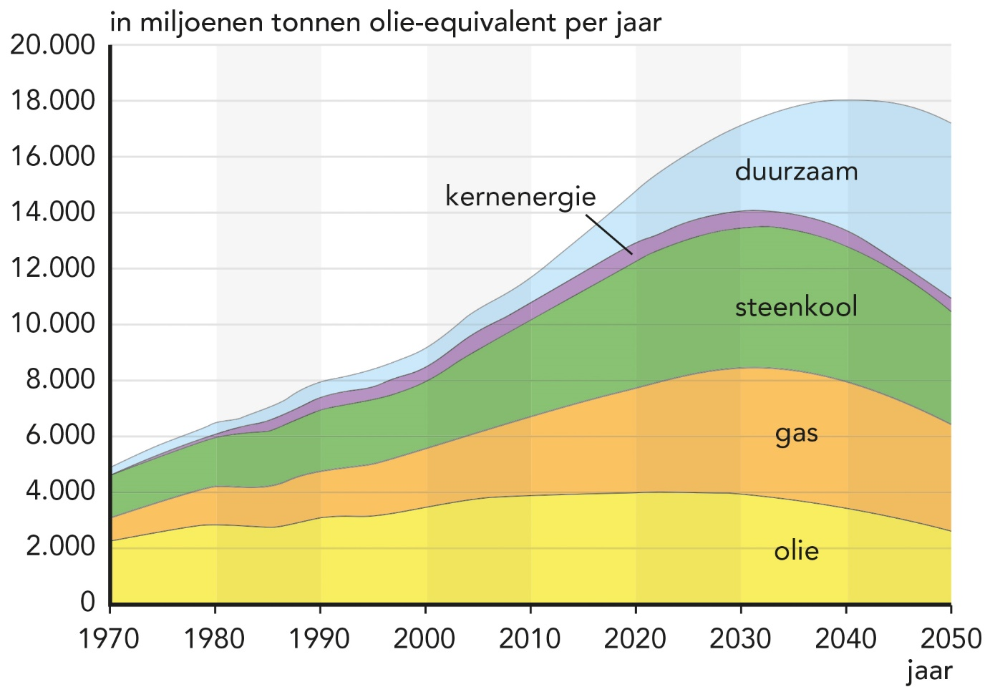 in miljoenen tonnen olie-equivalent per jaar
20.000
18.000
16.000
14.000
12.000
10.000
8.000
6.000
4.000
2.000
0
duurzaam
kernenergie
steenkool
gas
olie
1970 1980 1990 2000 2010 2020 2030 2040 2050
jaar